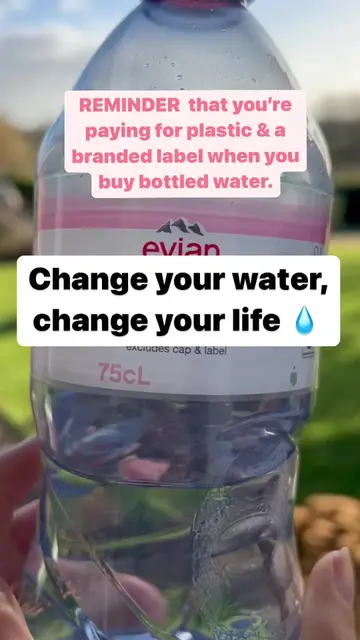 REMINDER that you're
paying for plastic & a
branded label when you
buy bottled water.
evian
Change your water,
change your life 💧
excludes cap & label
75cL